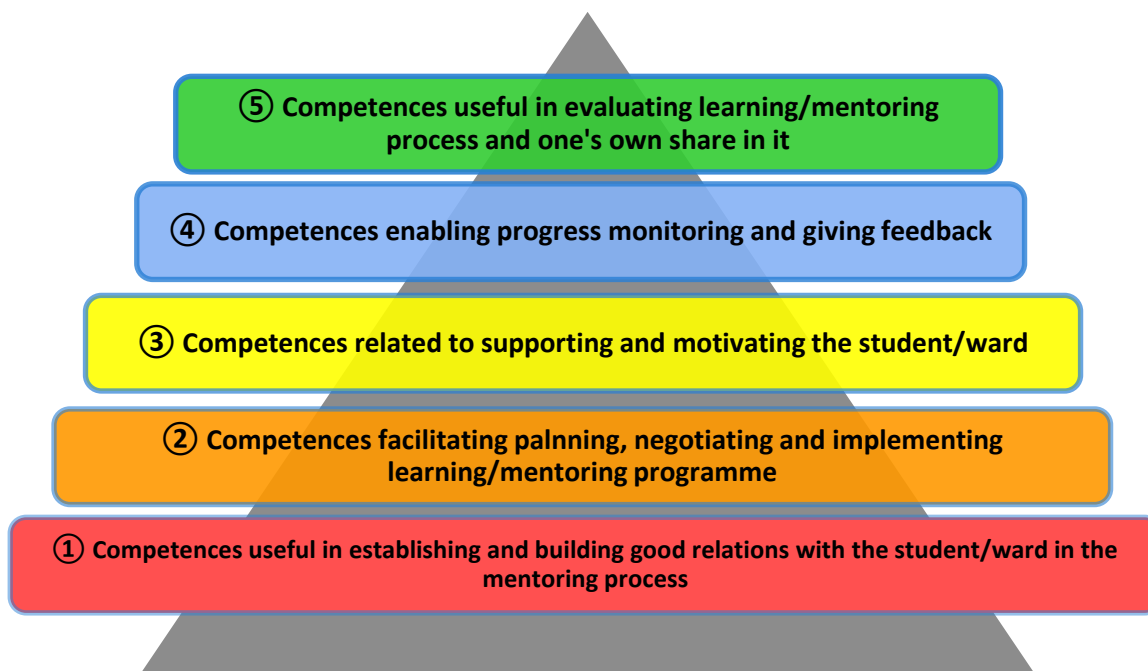 ⑤ Competences useful in evaluating learning/mentoring
process and one's own share in it
④ Competences enabling progress monitoring and giving feedback
③ Competences related to supporting and motivating the student/ward
② Competences facilitating palnning, negotiating and implementing
learning/mentoring programme
① Competences useful in establishing and building good relations with the student/ward in the
mentoring process